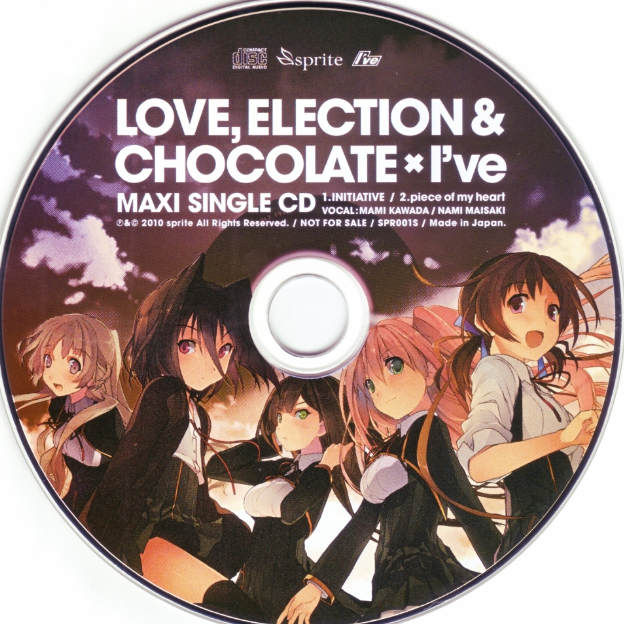 COMPACT
disc
DIGITAL AUDIO
sprite
I've
LOVE, ELECTION &
CHOCOLATE × I've
MAXI SINGLE CD
1.INITIATIVE / 2.piece of my heart
VOCAL:MAMI KAWADA / NAMI MAISAKI
℗&© 2010 sprite All Rights Reserved. / NOT FOR SALE / SPR001S / Made in Japan.